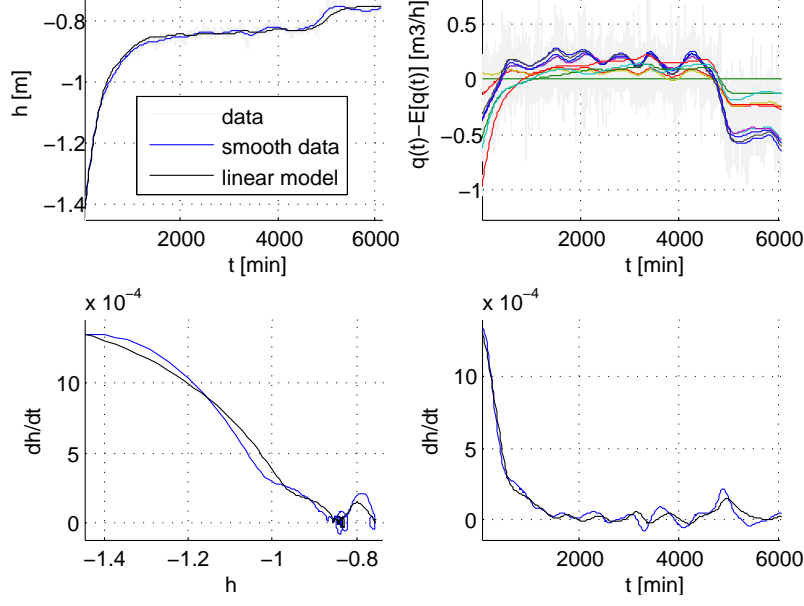 −0.8
−1
−1.2
−1.4
h [m]
data
smooth data
linear model
2000 4000 6000
t [min]
0.5
0
−0.5
−1
q(t)−E[q(t)] [m3/h]
2000 4000 6000
t [min]
x 10⁻⁴
10
5
0
dh/dt
−1.4 −1.2 −1 −0.8
h
x 10⁻⁴
10
5
0
dh/dt
2000 4000 6000
t [min]